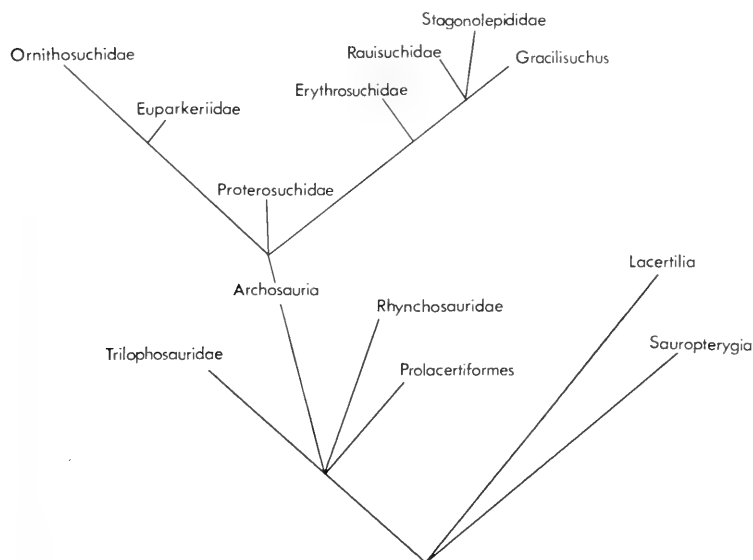 Stagonolepididae
Ornithosuchidae
Rauisuchidae
Gracilisuchus
Erythrosuchidae
Euparkeriidae
Proterosuchidae
Lacertilia
Archosauria
Rhynchosauridae
Sauropterygia
Trilophosauridae
Prolacertiformes